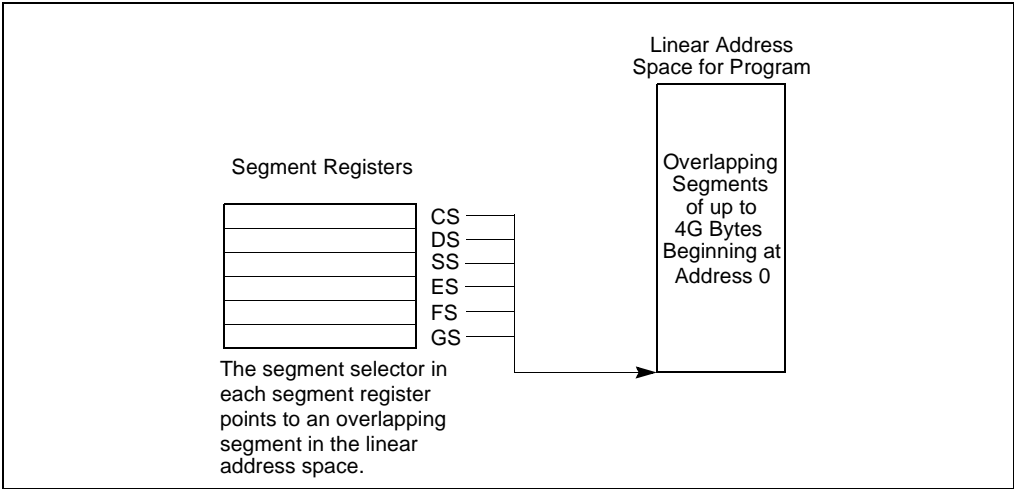 Linear Address
Space for Program
Overlapping
Segments
of up to
4G Bytes
Beginning at
Address 0
Segment Registers
CS
DS
SS
ES
FS
GS
The segment selector in
each segment register
points to an overlapping
segment in the linear
address space.